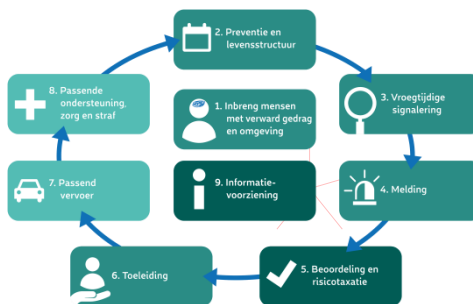 2. Preventie en
levensstructuur
8. Passende
ondersteuning,
zorg en straf
1. Inbreng mensen
met verward gedrag
en omgeving
3. Vroegtijdige
signalering
7. Passend
vervoer
9. Informatie-
voorziening
4. Melding
6. Toeleiding
5. Beoordeling en
risicotaxatie